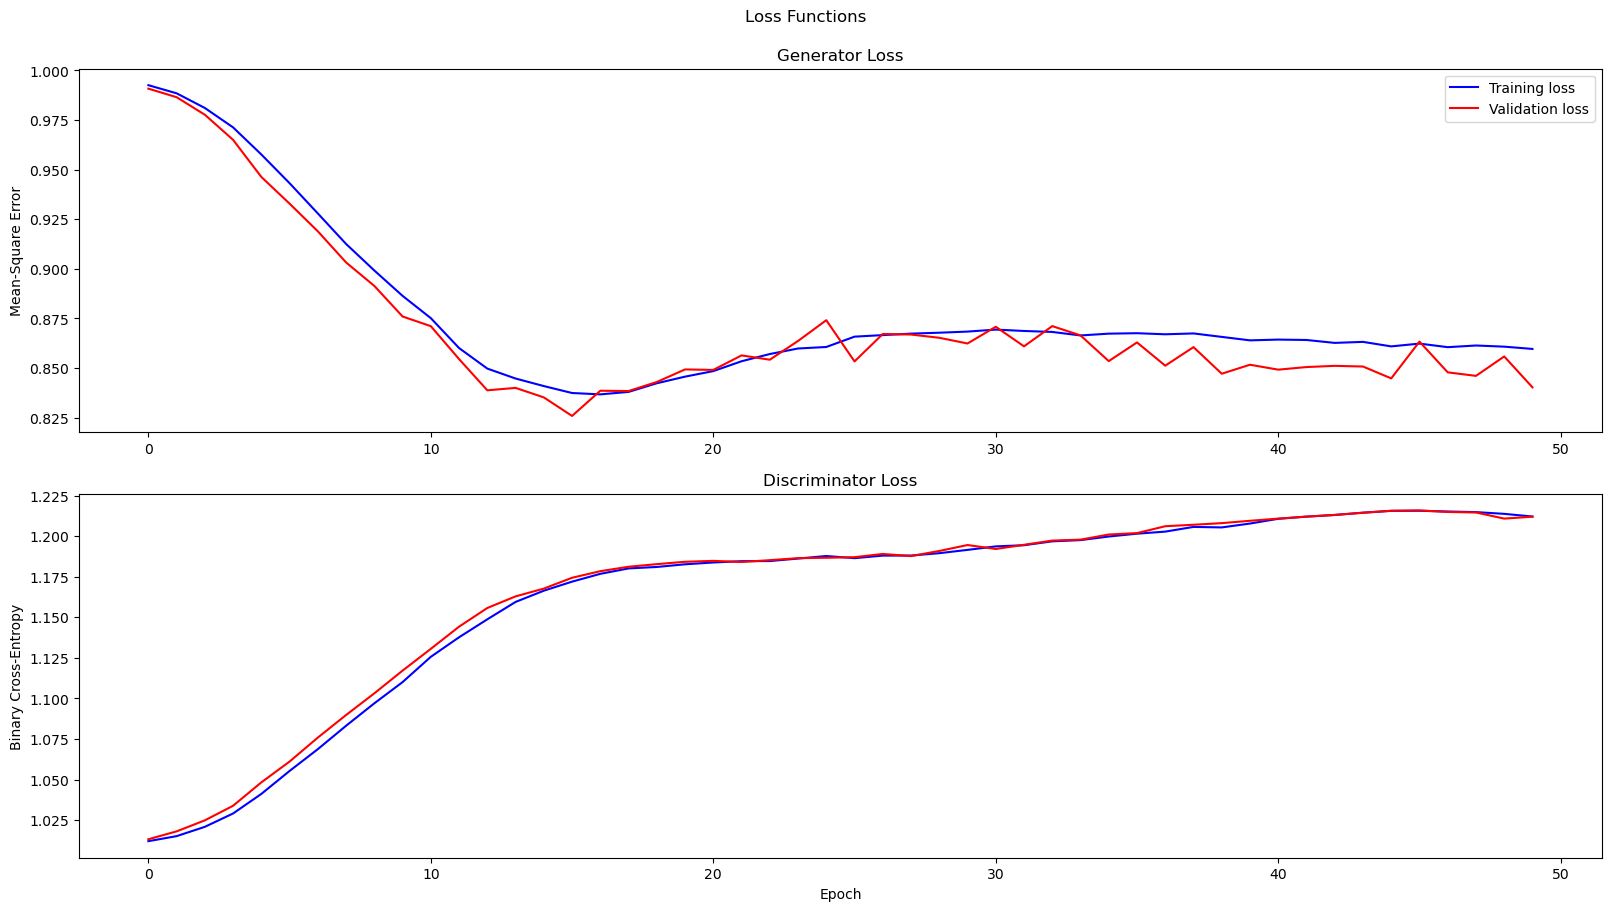 Loss Functions
Generator Loss
Mean-Square Error
1.000
0.975
0.950
0.925
0.900
0.875
0.850
0.825
Training loss
Validation loss
0 10 20 30 40 50
Discriminator Loss
Binary Cross-Entropy
1.225
1.200
1.175
1.150
1.125
1.100
1.075
1.050
1.025
0 10 20 30 40 50
Epoch